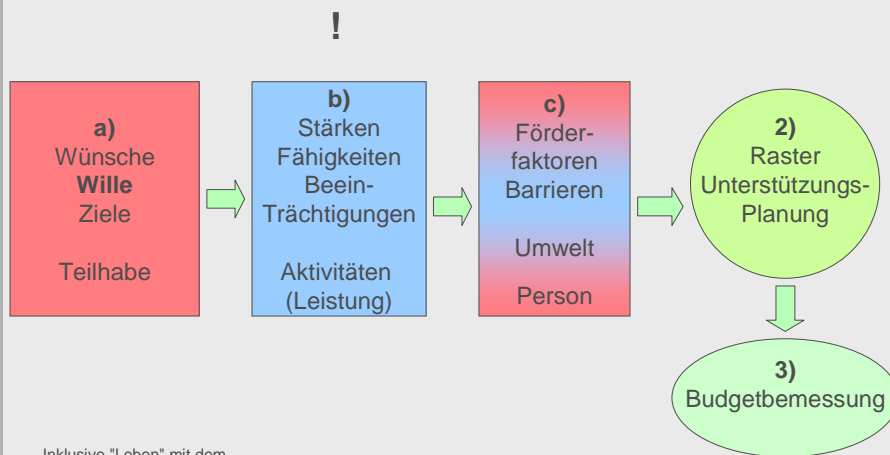 !
a)
Wünsche
Wille
Ziele
Teilhabe
b)
Stärken
Fähigkeiten
Beein-
Trächtigungen
Aktivitäten
(Leistung)
c)
Förder-
faktoren
Barrieren
Umwelt
Person
2)
Raster
Unterstützungs-
Planung
3)
Budgetbemessung
Inklusive "Leben" mit dem